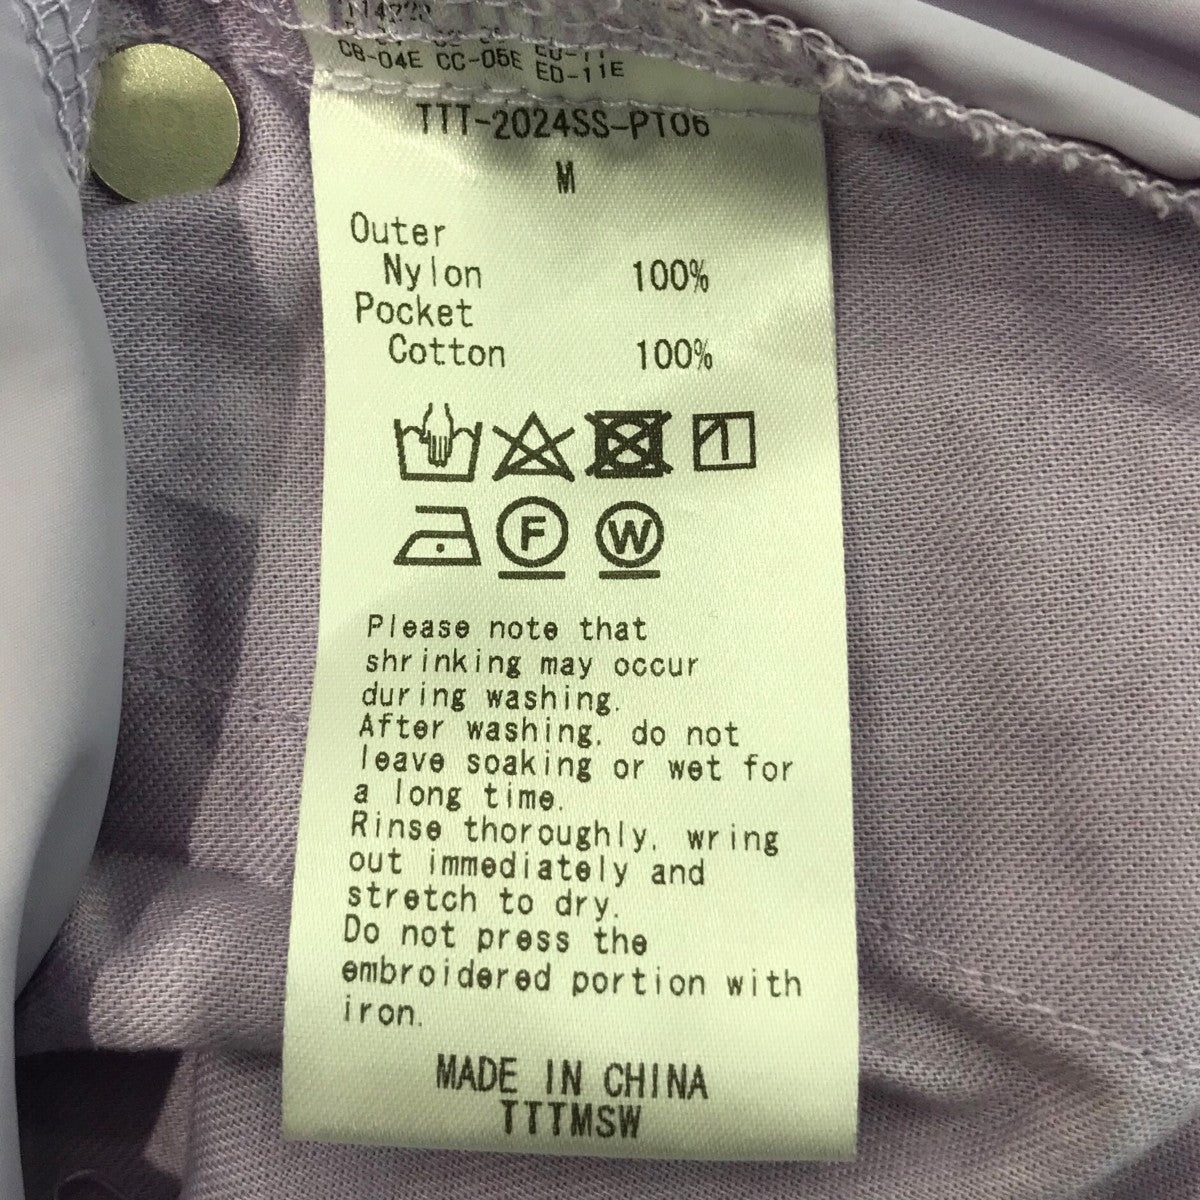 CB-04E CC-05E ED-11E
TTT-2024SS-PT06
M
Outer
Nylon 100%
Pocket
Cotton 100%
F W
Please note that
shrinking may occur
during washing.
After washing, do not
leave soaking or wet for
a long time.
Rinse thoroughly, wring
out immediately and
stretch to dry.
Do not press the
embroidered portion with
iron.
MADE IN CHINA
TTTMSW